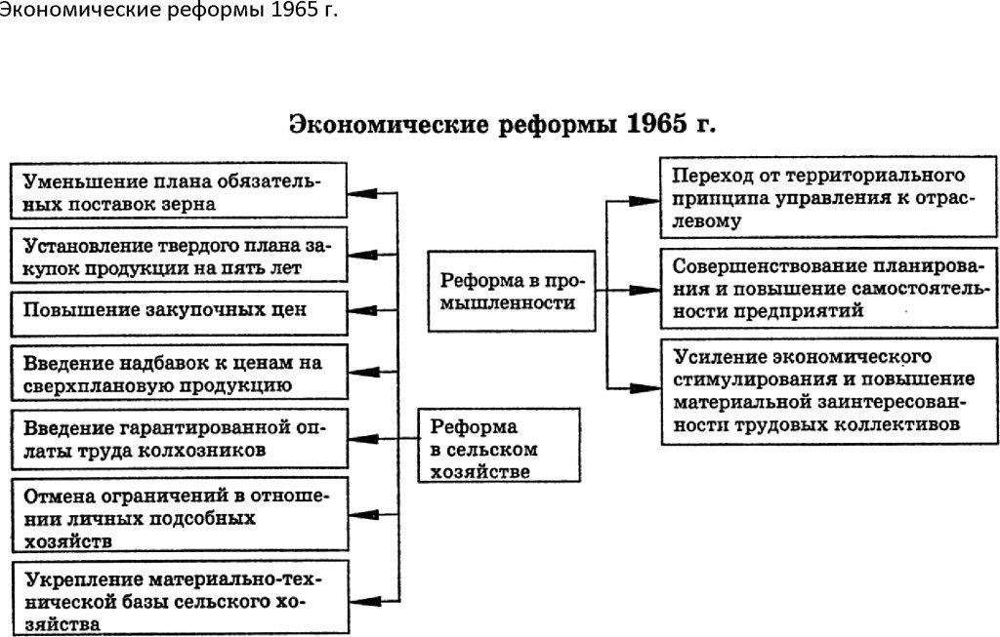 Экономические реформы 1965 г.
Экономические реформы 1965 г.
Уменьшение плана обязатель-
ных поставок зерна
Установление твердого плана за-
купок продукции на пять лет
Повышение закупочных цен
Введение надбавок к ценам на
сверхплановую продукцию
Введение гарантированной оп-
латы труда колхозников
Отмена ограничений в отноше-
нии личных подсобных
хозяйств
Укрепление материально-тех-
нической базы сельского хо-
зяйства
Реформа в про-
мышленности
Реформа
в сельском
хозяйстве
Переход от территориального
принципа управления к отрас-
левому
Совершенствование планирова-
ния и повышение самостоятель-
ности предприятий
Усиление экономического
стимулирования и повышение
материальной заинтересован-
ности трудовых коллективов